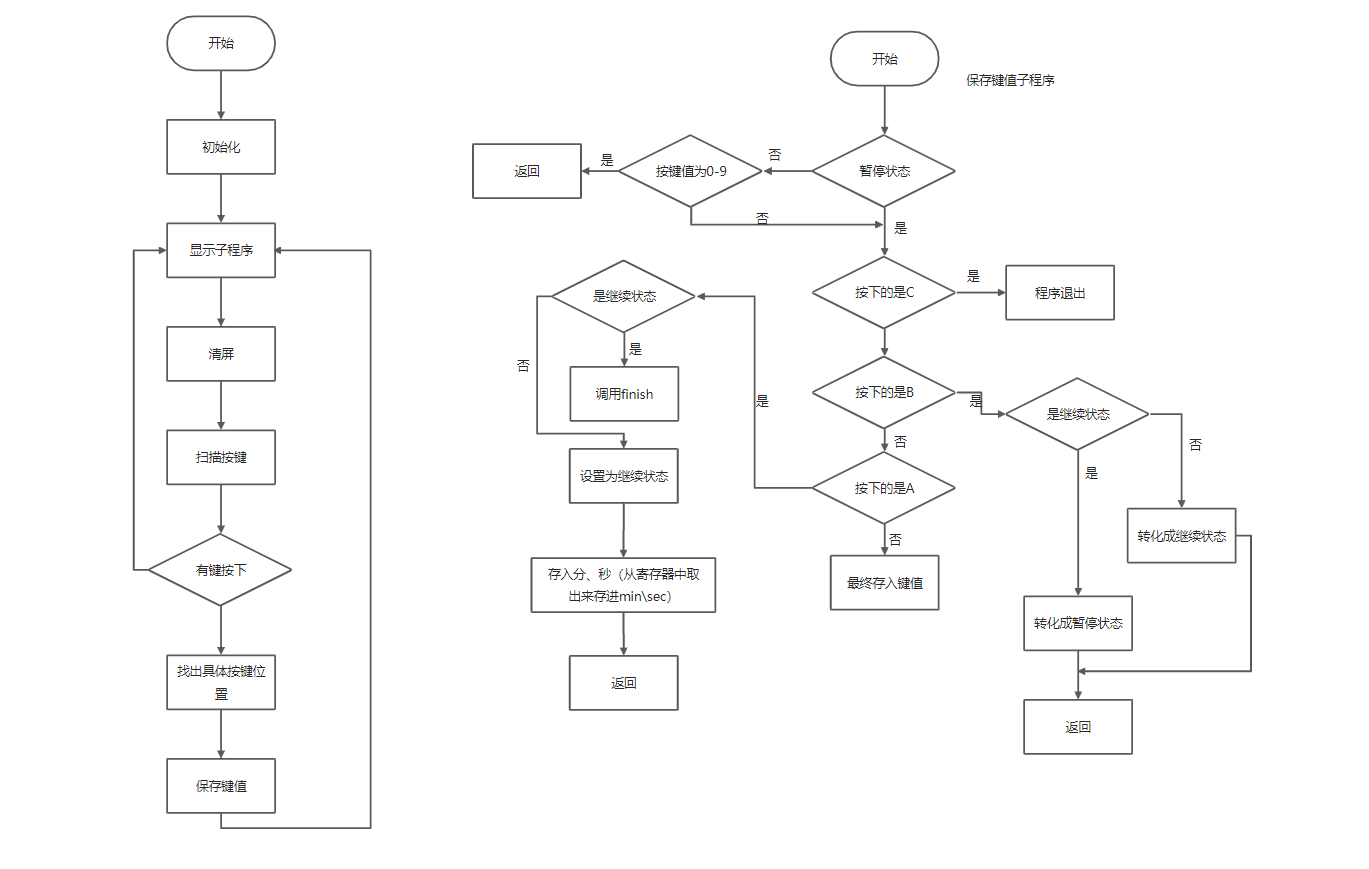 开始
初始化
显示子程序
清屏
扫描按键
有键按下
找出具体按键位
置
保存键值
开始
保存键值子程序
返回
是
按键值为0-9
否
暂停状态
否
是
按下的是C
是
程序退出
是继续状态
是
否
调用finish
是
按下的是B
是
是继续状态
否
是
否
设置为继续状态
按下的是A
否
转化成继续状态
存入分、秒（从寄存器中取
出来存进min\sec）
最终存入键值
转化成暂停状态
返回
返回